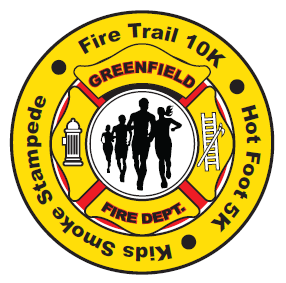 Fire Trail 10K
Hot Foot 5K
Kids Smoke Stampede
GREENFIELD
FIRE DEPT.